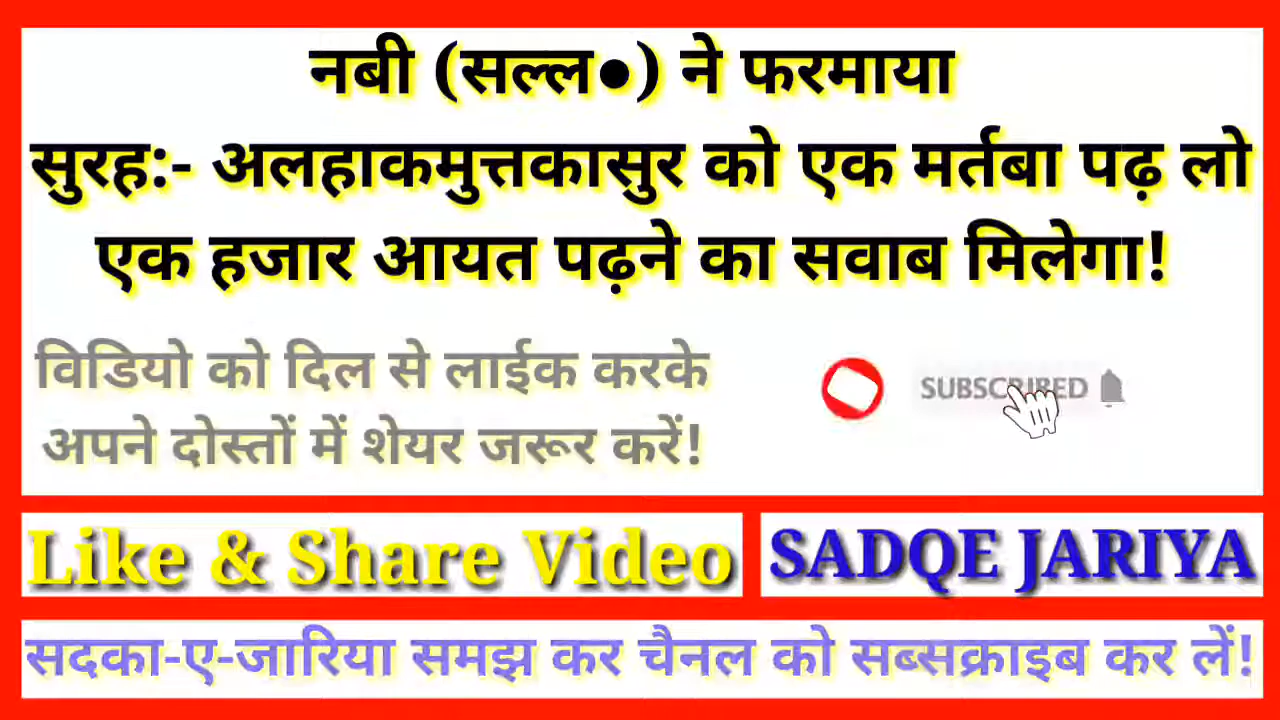 नबी (सल्ल●) ने फरमाया
सुरह:- अलहाकमुत्तकासुर को एक मर्तबा पढ़ लो
एक हजार आयत पढ़ने का सवाब मिलेगा!
विडियो को दिल से लाईक करके
अपने दोस्तों में शेयर जरूर करें!
SUBSCRIBED
Like & Share Video
SADQE JARIYA
सदका-ए-जारिया समझ कर चैनल को सब्सक्राइब कर लें!